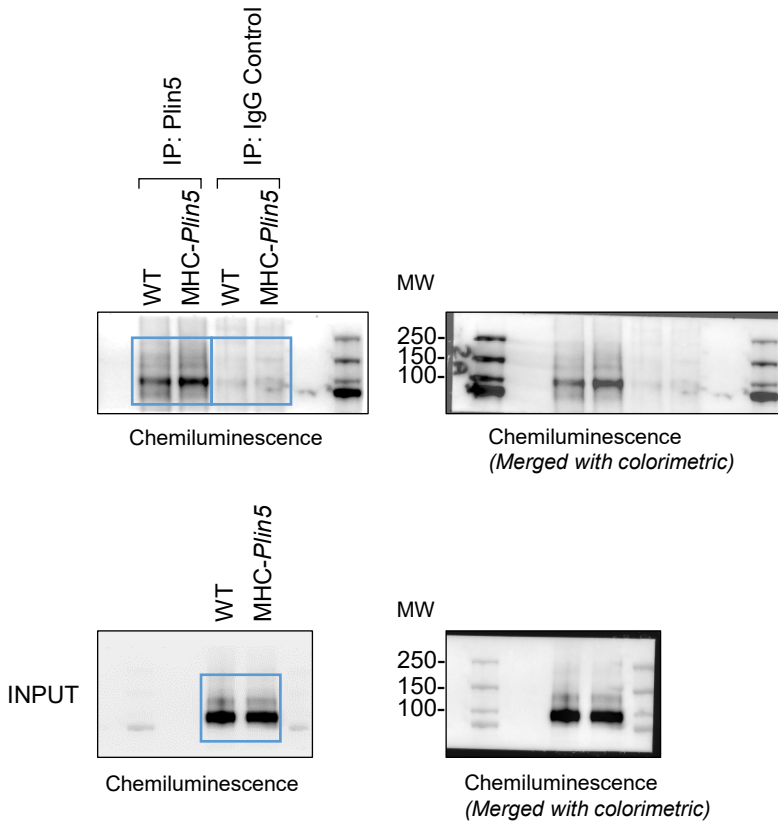 IP: Plin5
IP: IgG Control
WT
MHC-Plin5
WT
MHC-Plin5
MW
250-
150-
100-
Chemiluminescence
Chemiluminescence
(Merged with colorimetric)
WT
MHC-Plin5
MW
INPUT
250-
150-
100-
Chemiluminescence
Chemiluminescence
(Merged with colorimetric)